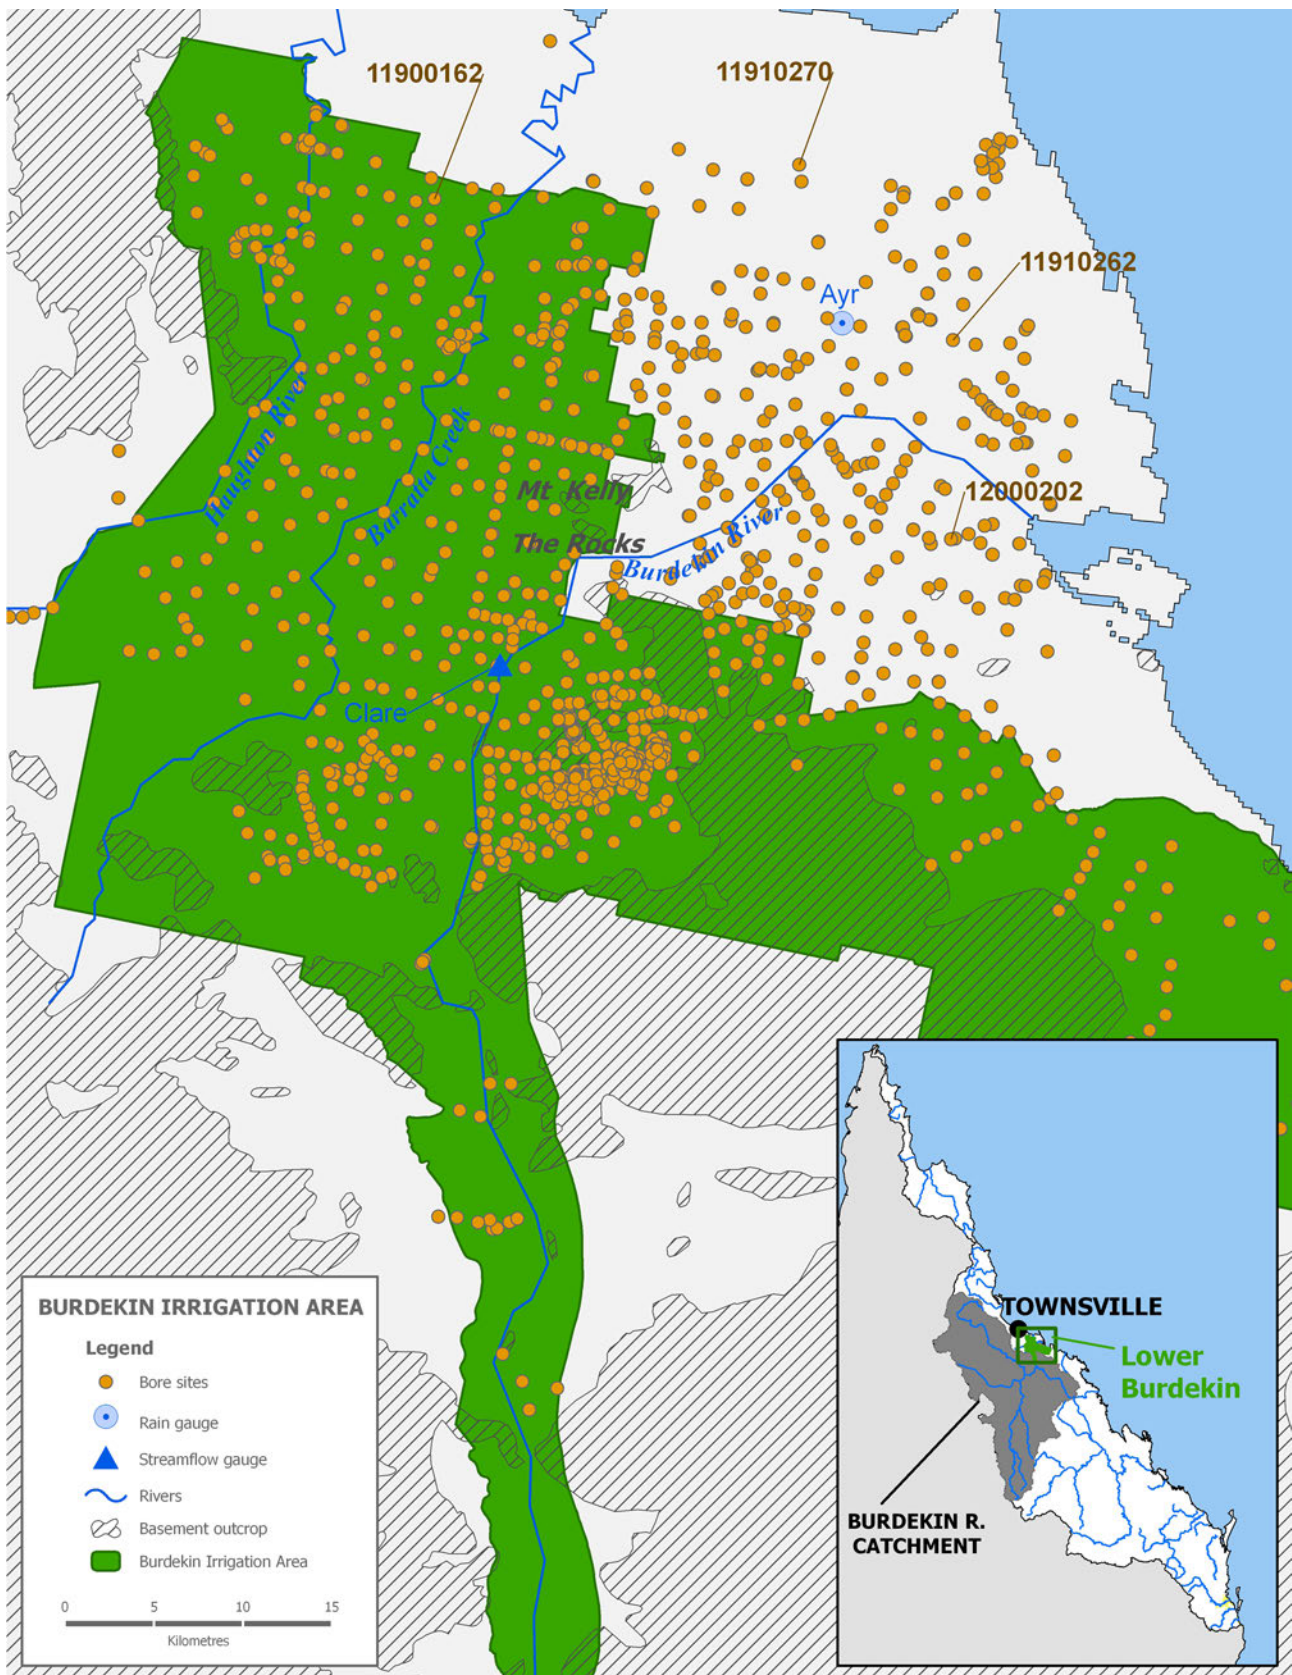 11900162
11910270
11910262
Ayr
Haughton River
Barratta Creek
Mt Kelly
12000202
The Rocks
Burdekin River
Clare
BURDEKIN IRRIGATION AREA
Legend
Bore sites
Rain gauge
Streamflow gauge
Rivers
Basement outcrop
Burdekin Irrigation Area
0 5 10 15
Kilometres
TOWNSVILLE
Lower
Burdekin
BURDEKIN R.
CATCHMENT